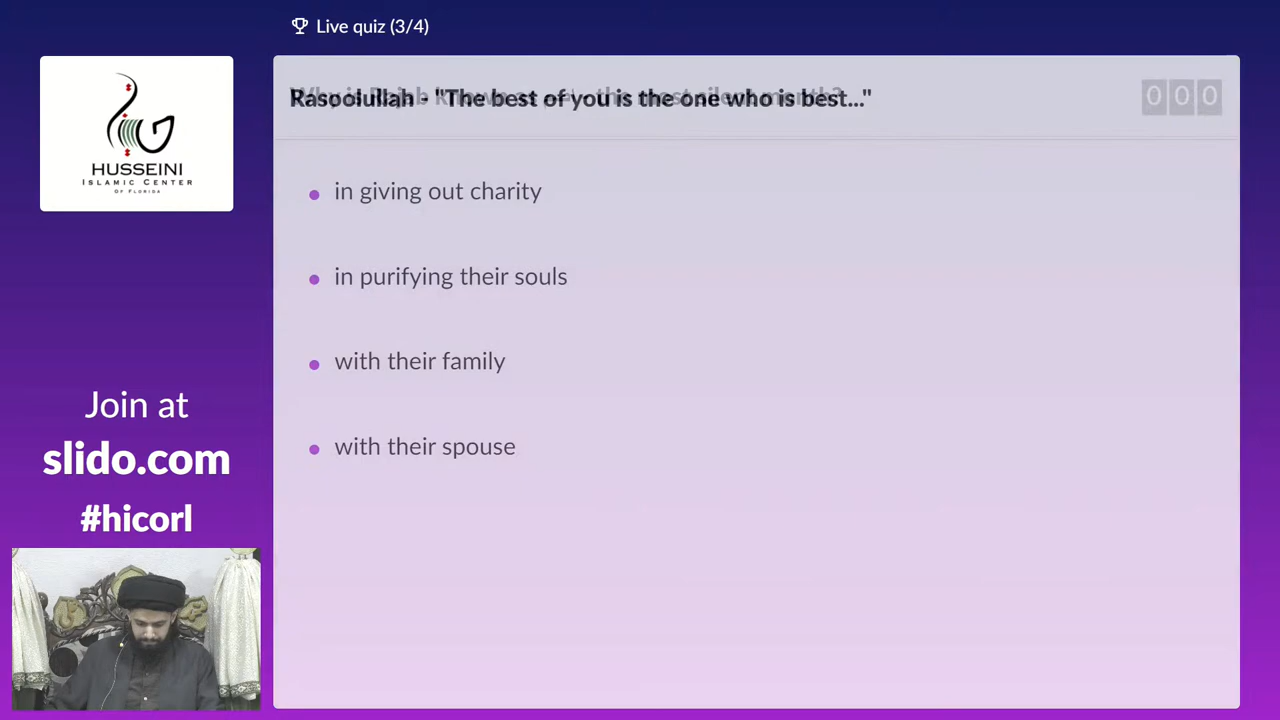 Live quiz (3/4)
HUSSEINI
ISLAMIC CENTER
OF FLORIDA
Rasoolullah - "The best of you is the one who is best..."
000
in giving out charity
in purifying their souls
with their family
with their spouse
Join at
slido.com
#hicorl